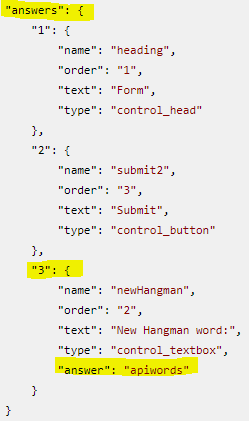 "answers": {
"1": {
"name": "heading",
"order": "1",
"text": "Form",
"type": "control_head"
},
"2": {
"name": "submit2",
"order": "3",
"text": "Submit",
"type": "control_button"
},
"3": {
"name": "newHangman",
"order": "2",
"text": "New Hangman word:",
"type": "control_textbox",
"answer": "apiwords"
}
}